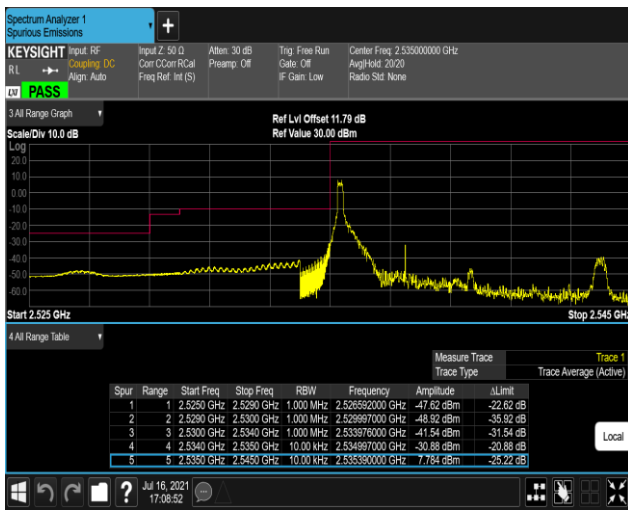 Spectrum Analyzer 1
Spurious Emissions
KEYSIGHT Input: RF Input Z: 50 Ω Atten: 30 dB Trig: Free Run Center Freq: 2.535000000 GHz
RL Coupling: DC Corr CCorr RCal Preamp: Off Gate: Off Avg|Hold: 20/20
Align: Auto Freq Ref: Int (S) IF Gain: Low Radio Std: None
LXI PASS
3 All Range Graph
Ref Lvl Offset 11.79 dB
Scale/Div 10.0 dB Ref Value 30.00 dBm
Log
20.0
10.0
0.00
-10.0
-20.0
-30.0
-40.0
-50.0
-60.0
Start 2.525 GHz Stop 2.545 GHz
4 All Range Table
Measure Trace Trace 1
Trace Type Trace Average (Active)
Spur Range Start Freq Stop Freq RBW Frequency Amplitude ΔLimit
1 1 2.5250 GHz 2.5290 GHz 1.000 MHz 2.526592000 GHz -47.62 dBm -22.62 dB
2 2 2.5290 GHz 2.5300 GHz 1.000 MHz 2.529997000 GHz -48.92 dBm -35.92 dB
3 3 2.5300 GHz 2.5340 GHz 1.000 MHz 2.533976000 GHz -41.54 dBm -31.54 dB
4 4 2.5340 GHz 2.5350 GHz 10.00 kHz 2.534997000 GHz -30.88 dBm -20.88 dB
5 5 2.5350 GHz 2.5450 GHz 10.00 kHz 2.535390000 GHz 7.784 dBm -25.22 dB
Local
Jul 16, 2021
17:08:52